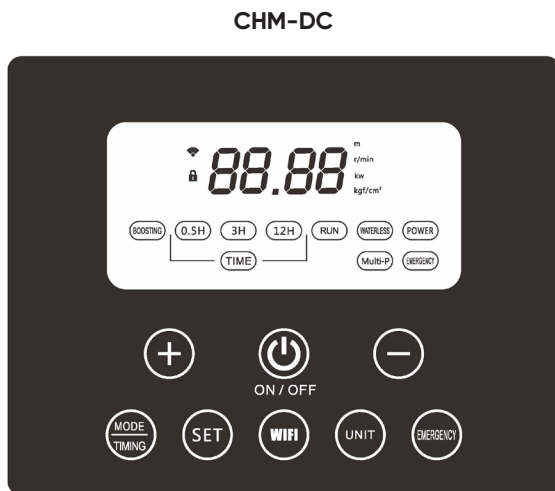 CHM-DC
88.88
m
r/min
kw
kgf/cm²
BOOSTING 0.5H 3H 12H RUN WATERLESS POWER
TIME Multi-P EMERGENCY
ON / OFF
MODE
TIMING
SET WIFI UNIT EMERGENCY